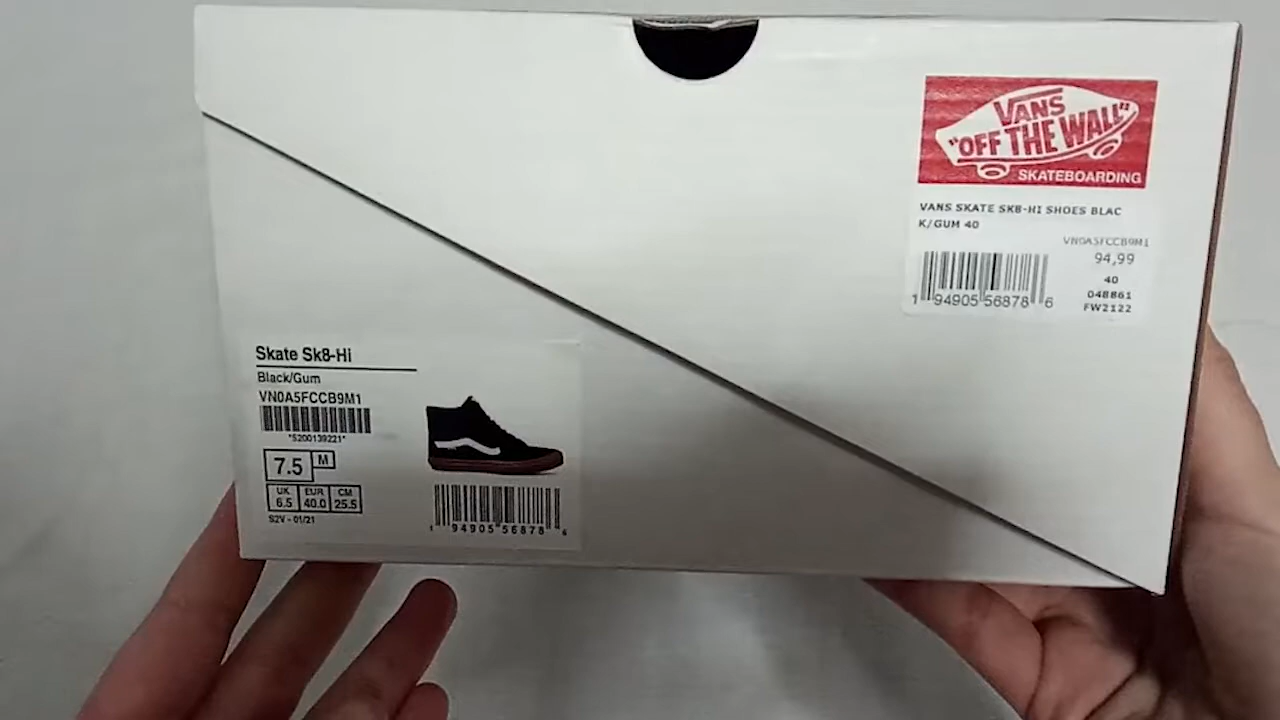 VANS
"OFF THE WALL"
SKATEBOARDING
VANS SKATE SK8-HI SHOES BLAC
K/GUM 40
VN0A5FCCB9M1
94,99
40
048861
FW2122
1 94905 56878 6
Skate Sk8-Hi
Black/Gum
VN0A5FCCB9M1
*5200139221*
7.5 M
UK EUR CM
6.5 40.0 25.5
S2V - 01/21
1 94905 56878 6